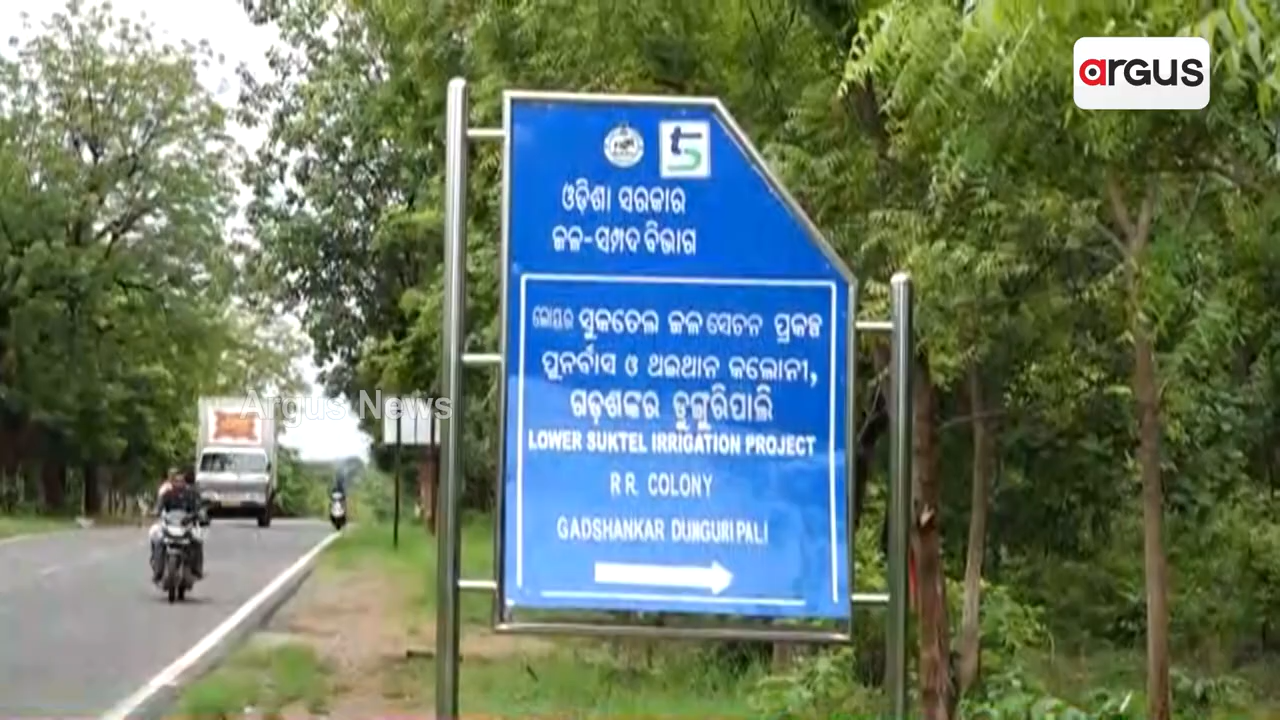 argus
ଓଡ଼ିଶା ସରକାର
ଜଳ-ସମ୍ପଦ ବିଭାଗ
ଲୋୟର ସୁକତେଲ ଜଳସେଚନ ପ୍ରକଳ୍ପ
ପୁନର୍ବାସ ଓ ଥଇଥାନ କଲୋନୀ,
ଗଡ଼ଶଙ୍କର ଡୁଙ୍ଗୁରିପାଲି
LOWER SUKTEL IRRIGATION PROJECT
R R. COLONY
GADSHANKAR DUNGURIPALI
Argus News